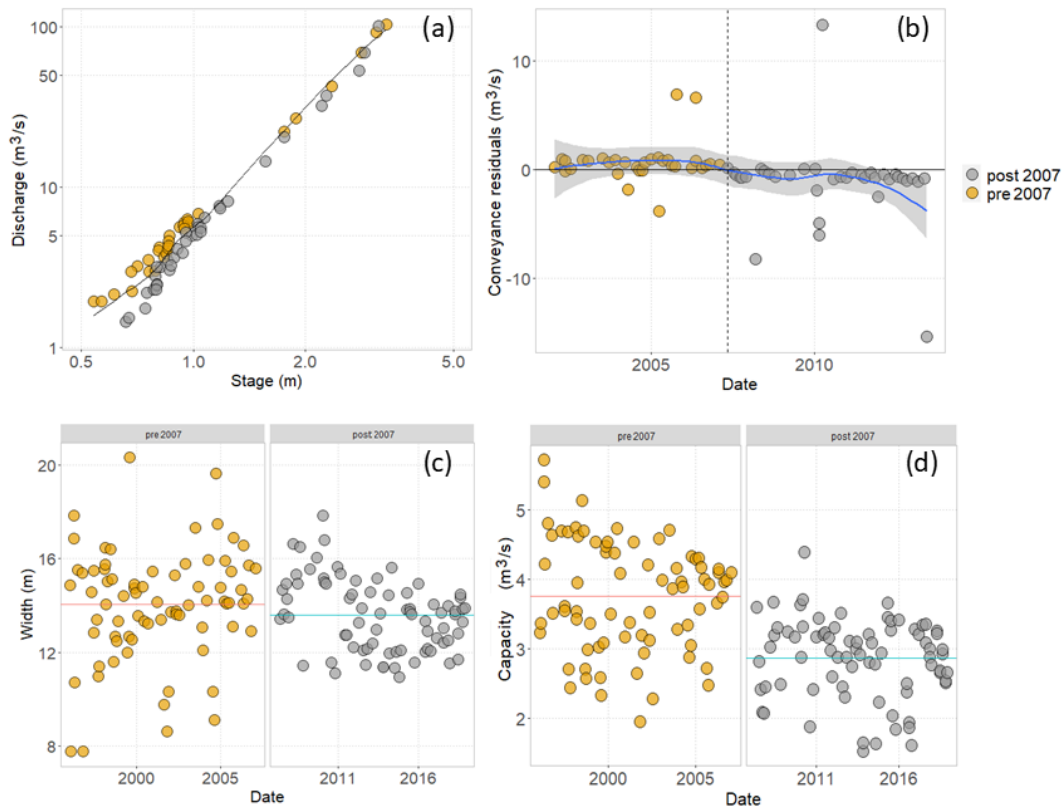 (a)
Discharge (m³/s)
100
50
10
5
1
0.5 1.0 2.0 5.0
Stage (m)
(b)
Conveyance residuals (m³/s)
10
0
-10
2005 2010
Date
post 2007
pre 2007
pre 2007 post 2007
(c)
Width (m)
20
16
12
8
2000 2005 2011 2016
Date
pre 2007 post 2007
(d)
Capacity (m³/s)
5
4
3
2
2000 2005 2011 2016
Date